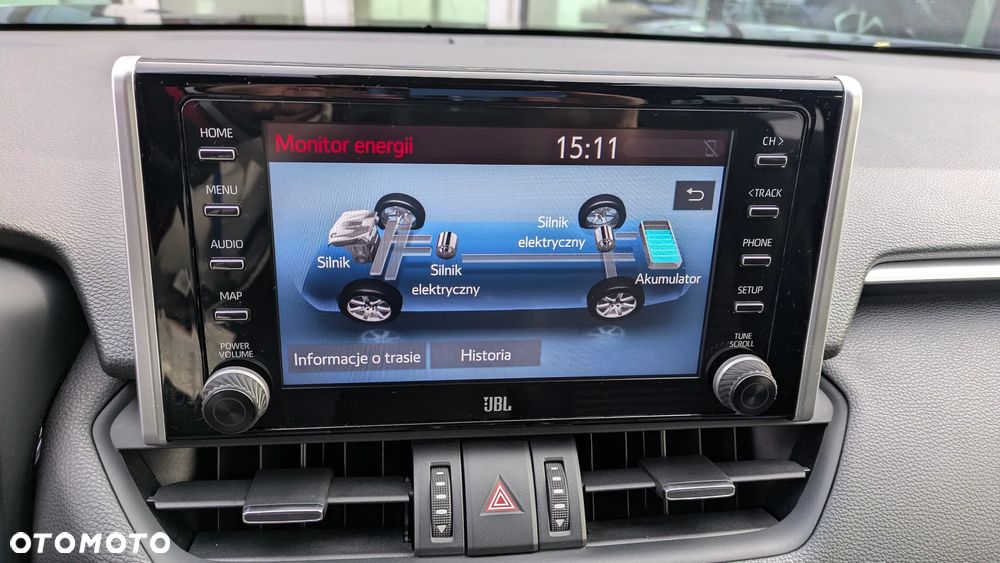 HOME
MENU
AUDIO
MAP
POWER
VOLUME
Monitor energii
15:11
Silnik
Silnik
elektryczny
Silnik
elektryczny
Akumulator
Informacje o trasie
Historia
CH >
< TRACK
PHONE
SETUP
TUNE
SCROLL
JBL
OTOMOTO